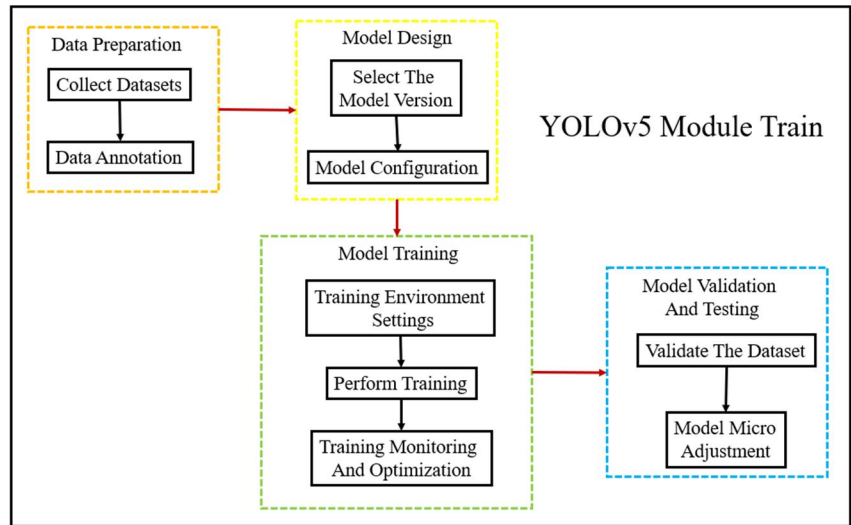 Data Preparation
Collect Datasets
Data Annotation
Model Design
Select The
Model Version
Model Configuration
YOLOv5 Module Train
Model Training
Training Environment
Settings
Perform Training
Training Monitoring
And Optimization
Model Validation
And Testing
Validate The Dataset
Model Micro
Adjustment